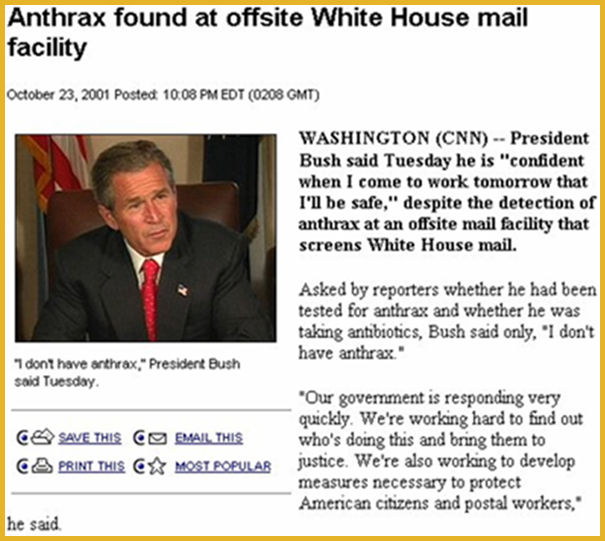 Anthrax found at offsite White House mail
facility
October 23, 2001 Posted: 10:08 PM EDT (0208 GMT)
"I don't have anthrax," President Bush
said Tuesday.
SAVE THIS EMAIL THIS
PRINT THIS MOST POPULAR
WASHINGTON (CNN) -- President
Bush said Tuesday he is "confident
when I come to work tomorrow that
I'll be safe," despite the detection of
anthrax at an offsite mail facility that
screens White House mail.
Asked by reporters whether he had been
tested for anthrax and whether he was
taking antibiotics, Bush said only, "I don't
have anthrax."
"Our government is responding very
quickly. We're working hard to find out
who's doing this and bring them to
justice. We're also working to develop
measures necessary to protect
American citizens and postal workers,"
he said.